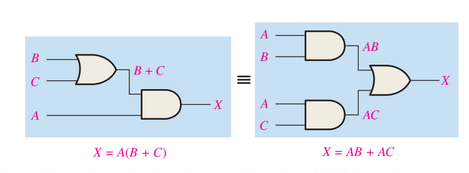 B
C
B + C
A
X
X = A(B + C)
≡
A
B
AB
A
C
AC
X
X = AB + AC